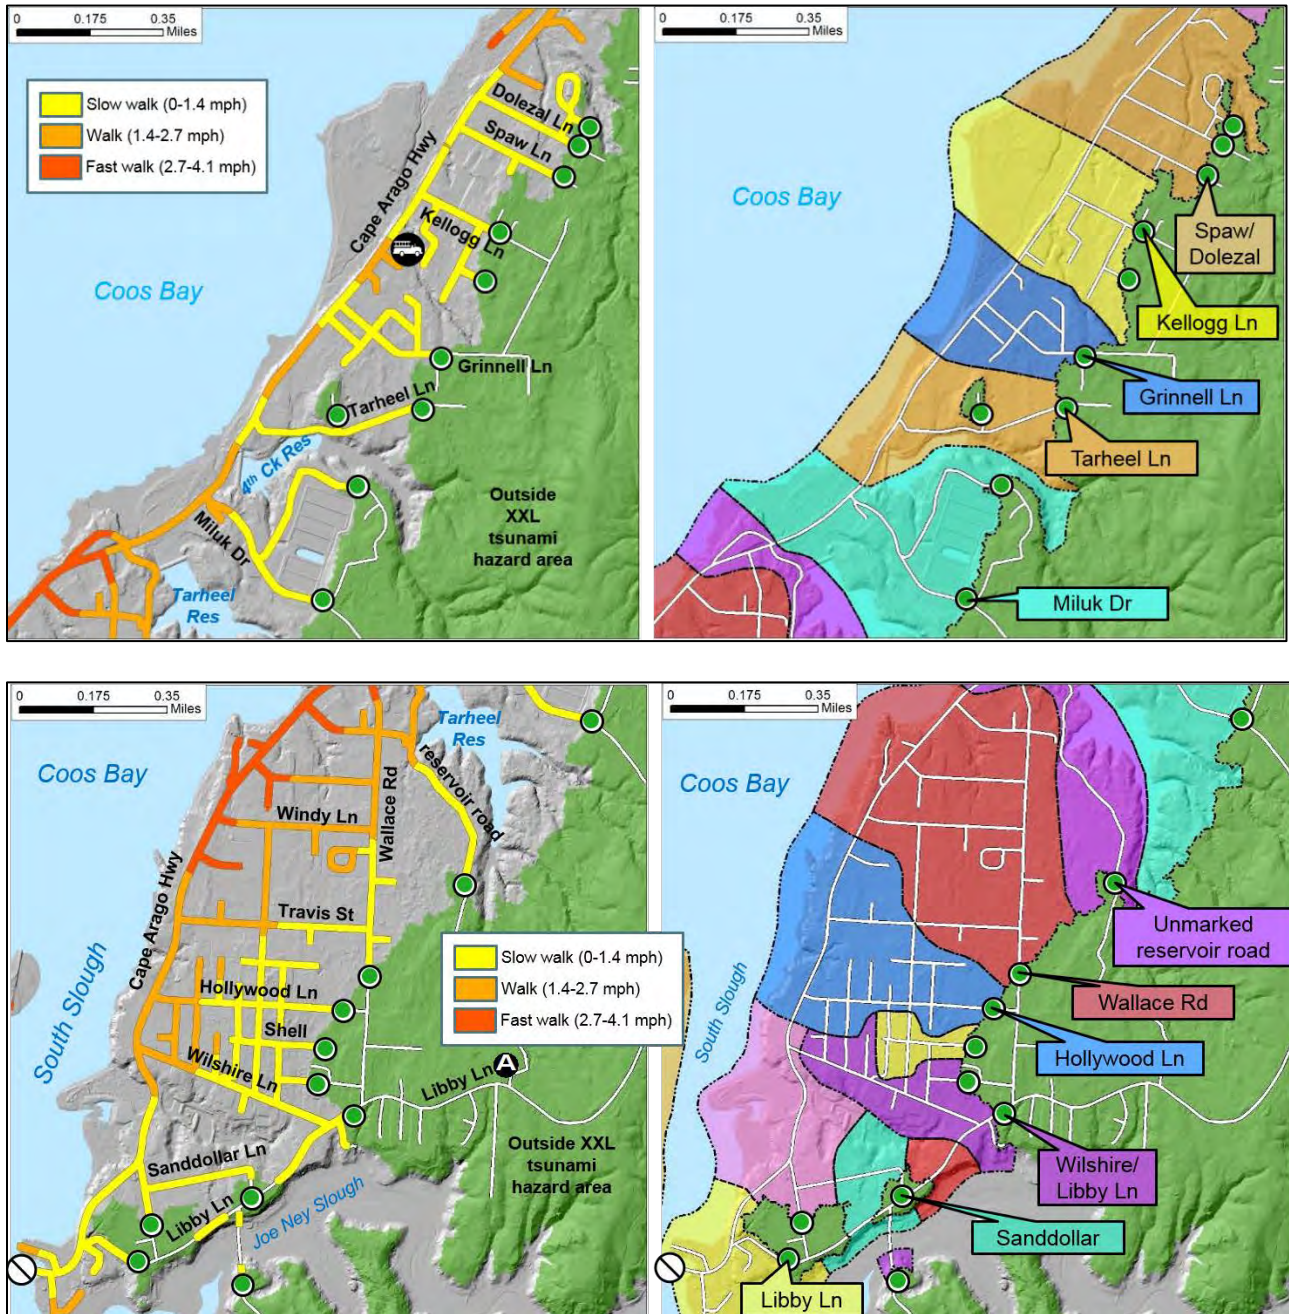 0 0.175 0.35
Miles
Slow walk (0-1.4 mph)
Walk (1.4-2.7 mph)
Fast walk (2.7-4.1 mph)
Dolezal Ln
Spaw Ln
Cape Arago Hwy
Kellogg Ln
Coos Bay
Grinnell Ln
Tarheel Ln
4th Ck Res
Outside
XXL
tsunami
hazard area
Miluk Dr
Tarheel
Res
0 0.175 0.35
Miles
Coos Bay
Spaw/
Dolezal
Kellogg Ln
Grinnell Ln
Tarheel Ln
Miluk Dr
0 0.175 0.35
Miles
Coos Bay
Tarheel
Res
reservoir road
Wallace Rd
Windy Ln
Cape Arago Hwy
Travis St
Slow walk (0-1.4 mph)
Walk (1.4-2.7 mph)
Fast walk (2.7-4.1 mph)
South Slough
Hollywood Ln
Shell
Wilshire Ln
Libby Ln
A
Outside XXL
tsunami
hazard area
Sanddollar Ln
Libby Ln
Joe Ney Slough
0 0.175 0.35
Miles
Coos Bay
South Slough
Unmarked
reservoir road
Wallace Rd
Hollywood Ln
Wilshire/
Libby Ln
Sanddollar
Libby Ln